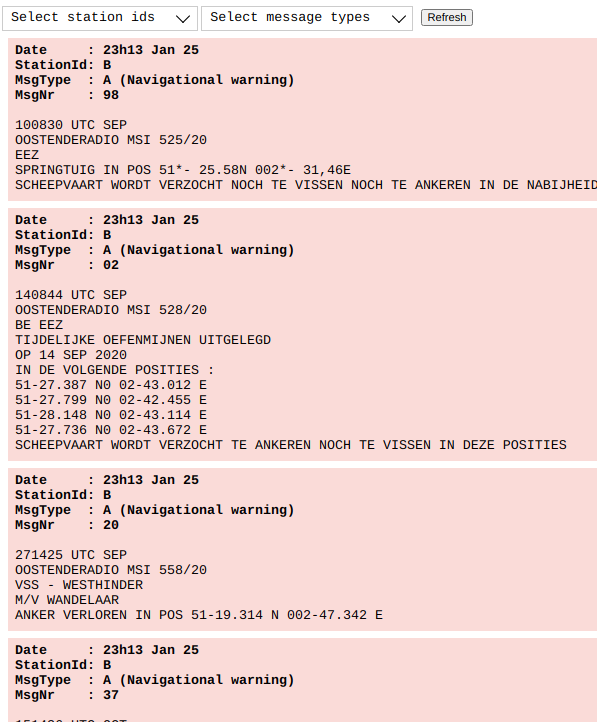 Select station ids
Select message types
Refresh
Date     : 23h13 Jan 25
StationId: B
MsgType  : A (Navigational warning)
MsgNr    : 98
100830 UTC SEP
OOSTENDERADIO MSI 525/20
EEZ
SPRINGTUIG IN POS 51*- 25.58N 002*- 31,46E
SCHEEPVAART WORDT VERZOCHT NOCH TE VISSEN NOCH TE ANKEREN IN DE NABIJHEID
Date     : 23h13 Jan 25
StationId: B
MsgType  : A (Navigational warning)
MsgNr    : 02
140844 UTC SEP
OOSTENDERADIO MSI 528/20
BE EEZ
TIJDELIJKE OEFENMIJNEN UITGELEGD
OP 14 SEP 2020
IN DE VOLGENDE POSITIES :
51-27.387 N0 02-43.012 E
51-27.799 N0 02-42.455 E
51-28.148 N0 02-43.114 E
51-27.736 N0 02-43.672 E
SCHEEPVAART WORDT VERZOCHT TE ANKEREN NOCH TE VISSEN IN DEZE POSITIES
Date     : 23h13 Jan 25
StationId: B
MsgType  : A (Navigational warning)
MsgNr    : 20
271425 UTC SEP
OOSTENDERADIO MSI 558/20
VSS - WESTHINDER
M/V WANDELAAR
ANKER VERLOREN IN POS 51-19.314 N 002-47.342 E
Date     : 23h13 Jan 25
StationId: B
MsgType  : A (Navigational warning)
MsgNr    : 37